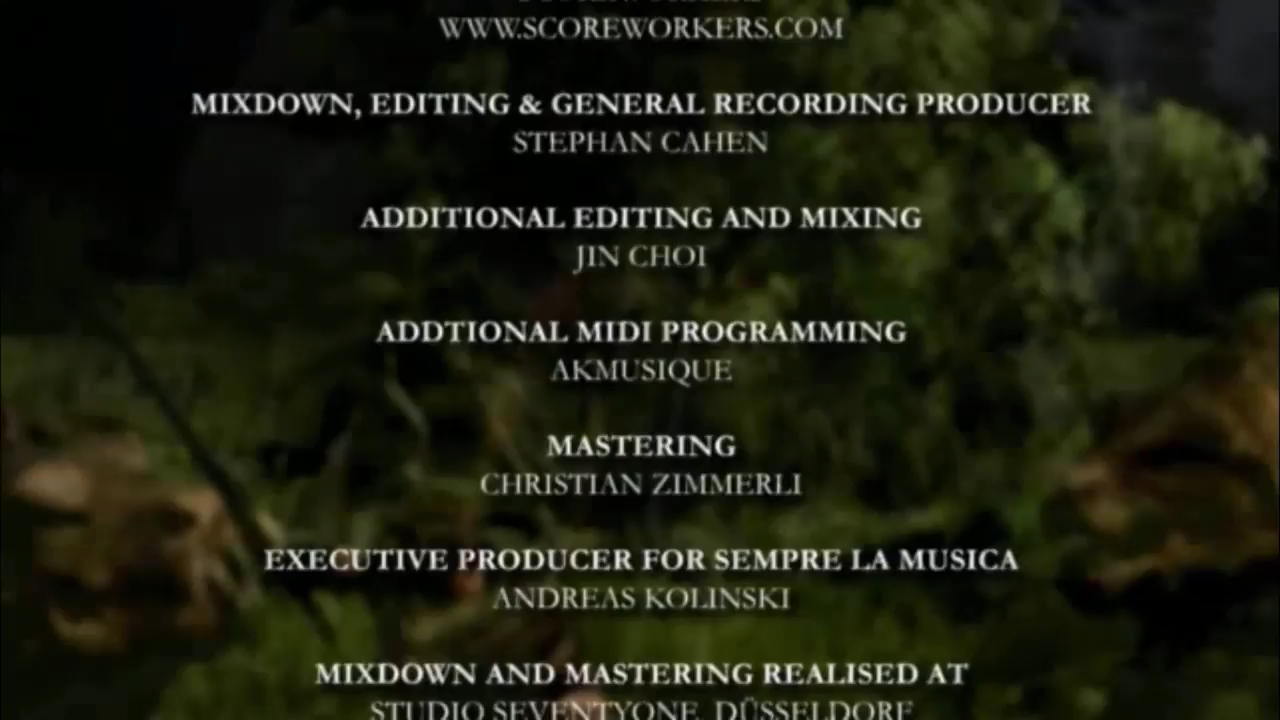 WWW.SCOREWORKERS.COM
MIXDOWN, EDITING & GENERAL RECORDING PRODUCER
STEPHAN CAHEN
ADDITIONAL EDITING AND MIXING
JIN CHOI
ADDTIONAL MIDI PROGRAMMING
AKMUSIQUE
MASTERING
CHRISTIAN ZIMMERLI
EXECUTIVE PRODUCER FOR SEMPRE LA MUSICA
ANDREAS KOLINSKI
MIXDOWN AND MASTERING REALISED AT
STUDIO SEVENTYONE, DÜSSELDORF